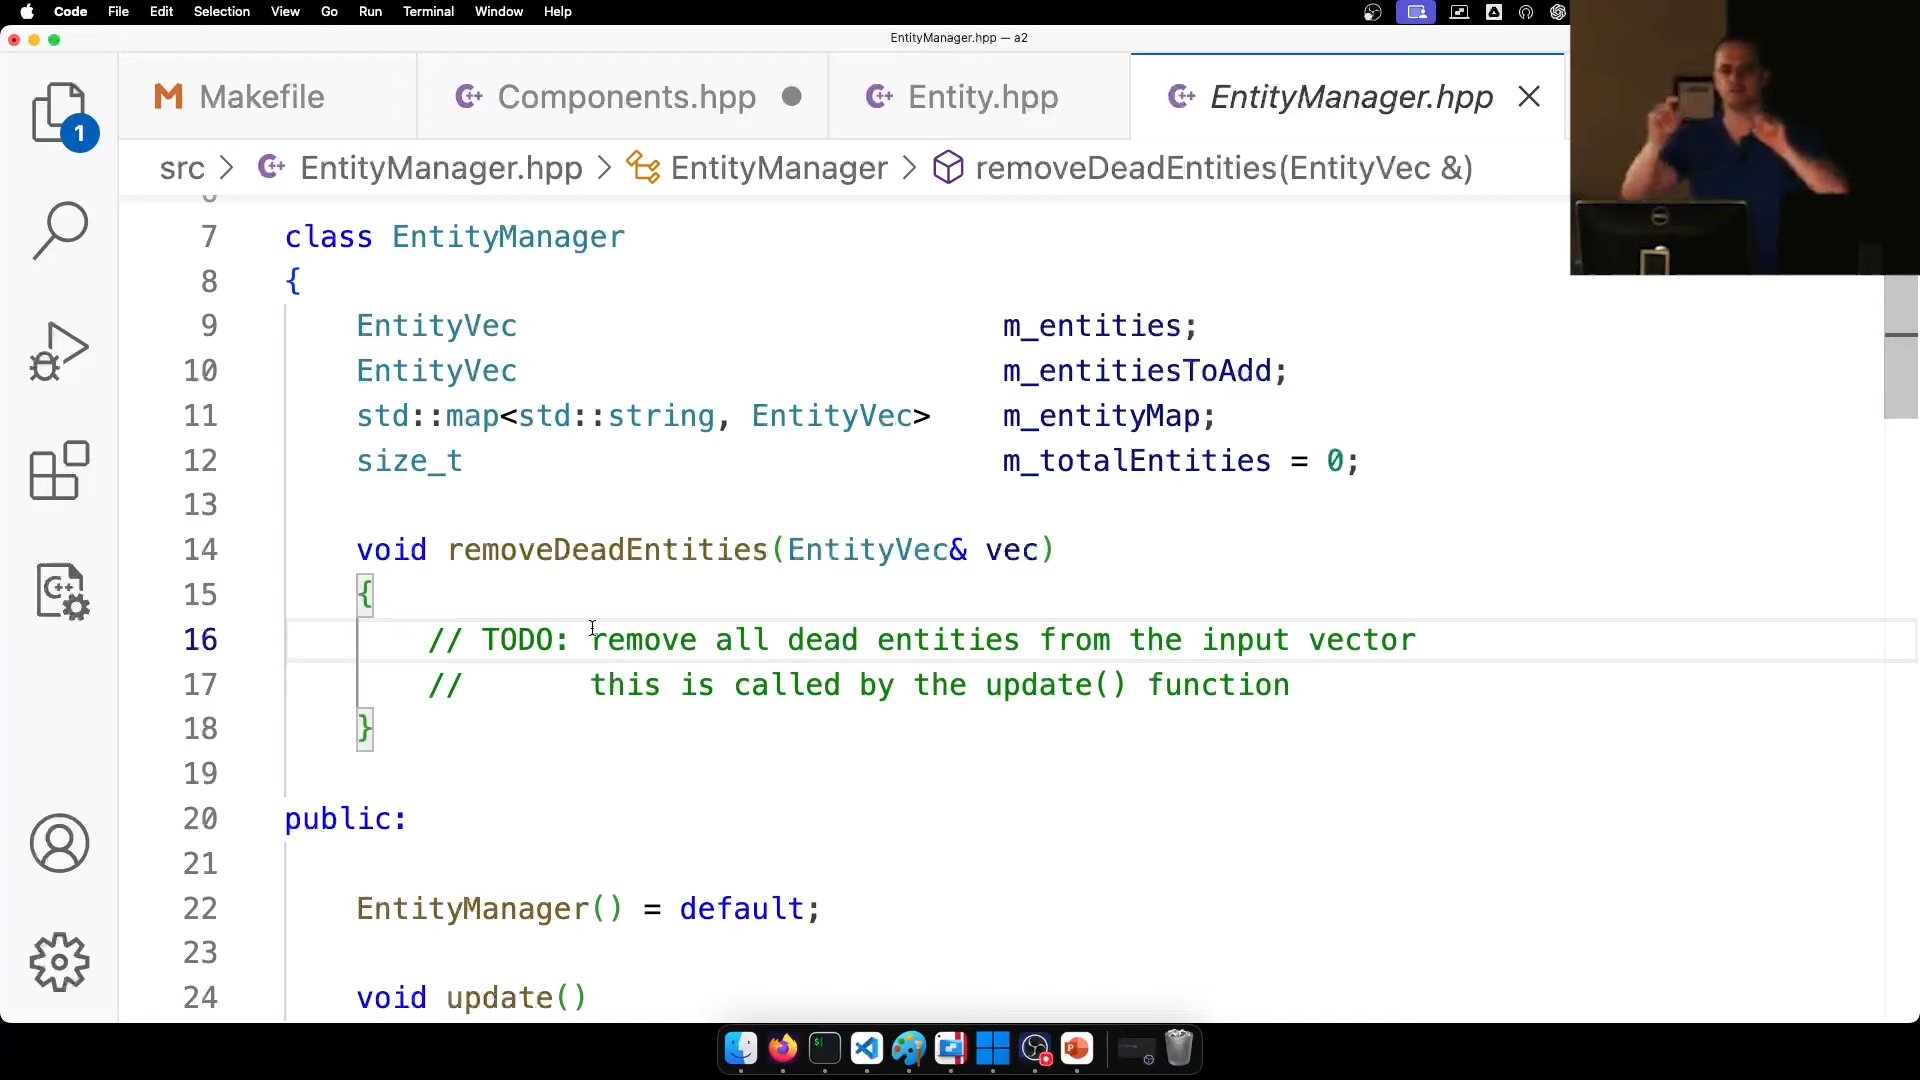 Code File Edit Selection View Go Run Terminal Window Help
EntityManager.hpp — a2
Makefile Components.hpp Entity.hpp EntityManager.hpp
1
src > EntityManager.hpp > EntityManager > removeDeadEntities(EntityVec &)
6
7 class EntityManager
8 {
9 EntityVec m_entities;
10 EntityVec m_entitiesToAdd;
11 std::map<std::string, EntityVec> m_entityMap;
12 size_t m_totalEntities = 0;
13
14 void removeDeadEntities(EntityVec& vec)
15 {
16 // TODO: remove all dead entities from the input vector
17 // this is called by the update() function
18 }
19
20 public:
21
22 EntityManager() = default;
23
24 void update()